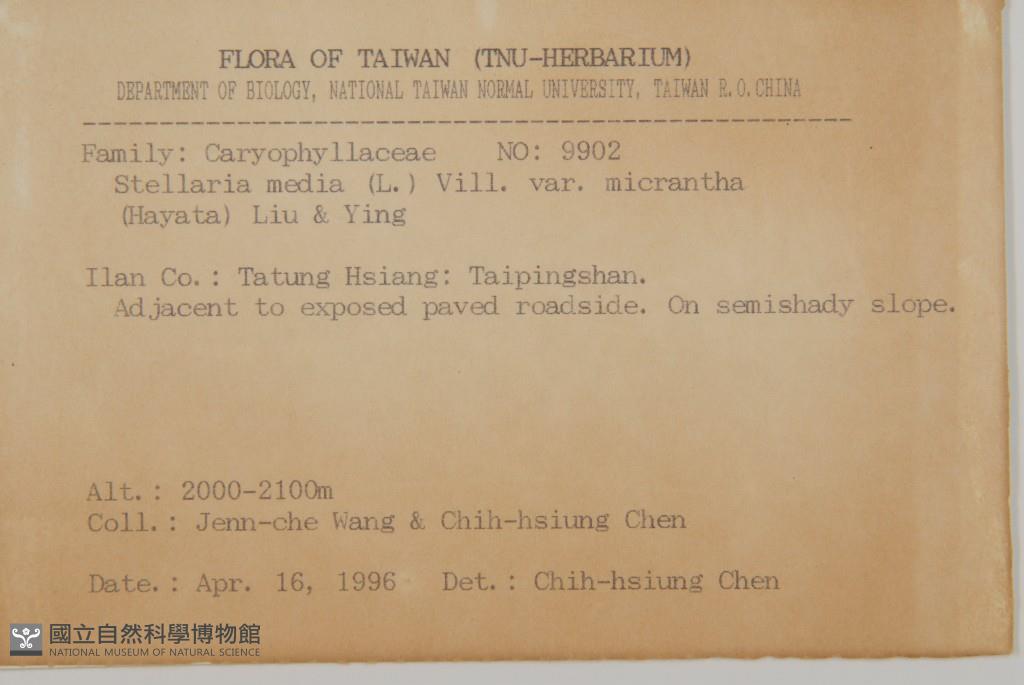 FLORA OF TAIWAN (TNU-HERBARIUM)
DEPARTMENT OF BIOLOGY, NATIONAL TAIWAN NORMAL UNIVERSITY, TAIWAN R.O.CHINA
Family: Caryophyllaceae NO: 9902
Stellaria media (L.) Vill. var. micrantha
(Hayata) Liu & Ying
Ilan Co.: Tatung Hsiang: Taipingshan.
Adjacent to exposed paved roadside. On semishady slope.
Alt.: 2000-2100m
Coll.: Jenn-che Wang & Chih-hsiung Chen
Date.: Apr. 16, 1996 Det.: Chih-hsiung Chen
國立自然科學博物館
NATIONAL MUSEUM OF NATURAL SCIENCE